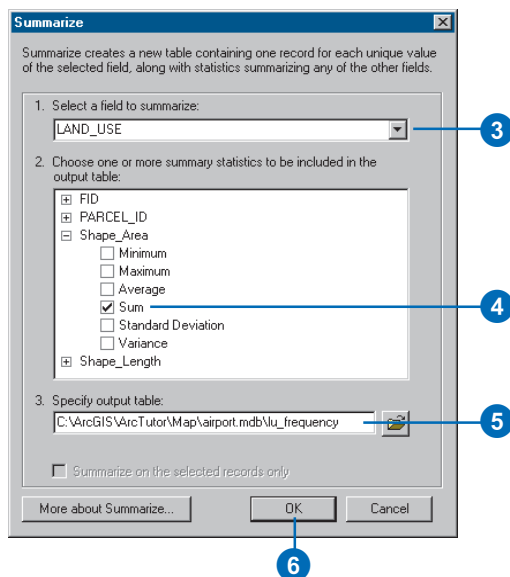 Summarize
Summarize creates a new table containing one record for each unique value
of the selected field, along with statistics summarizing any of the other fields.
1. Select a field to summarize:
LAND_USE
3
2. Choose one or more summary statistics to be included in the
output table:
FID
PARCEL_ID
Shape_Area
Minimum
Maximum
Average
Sum
4
Standard Deviation
Variance
Shape_Length
3. Specify output table:
C:\ArcGIS\ArcTutor\Map\airport.mdb\lu_frequency
5
Summarize on the selected records only
More about Summarize...
OK
Cancel
6